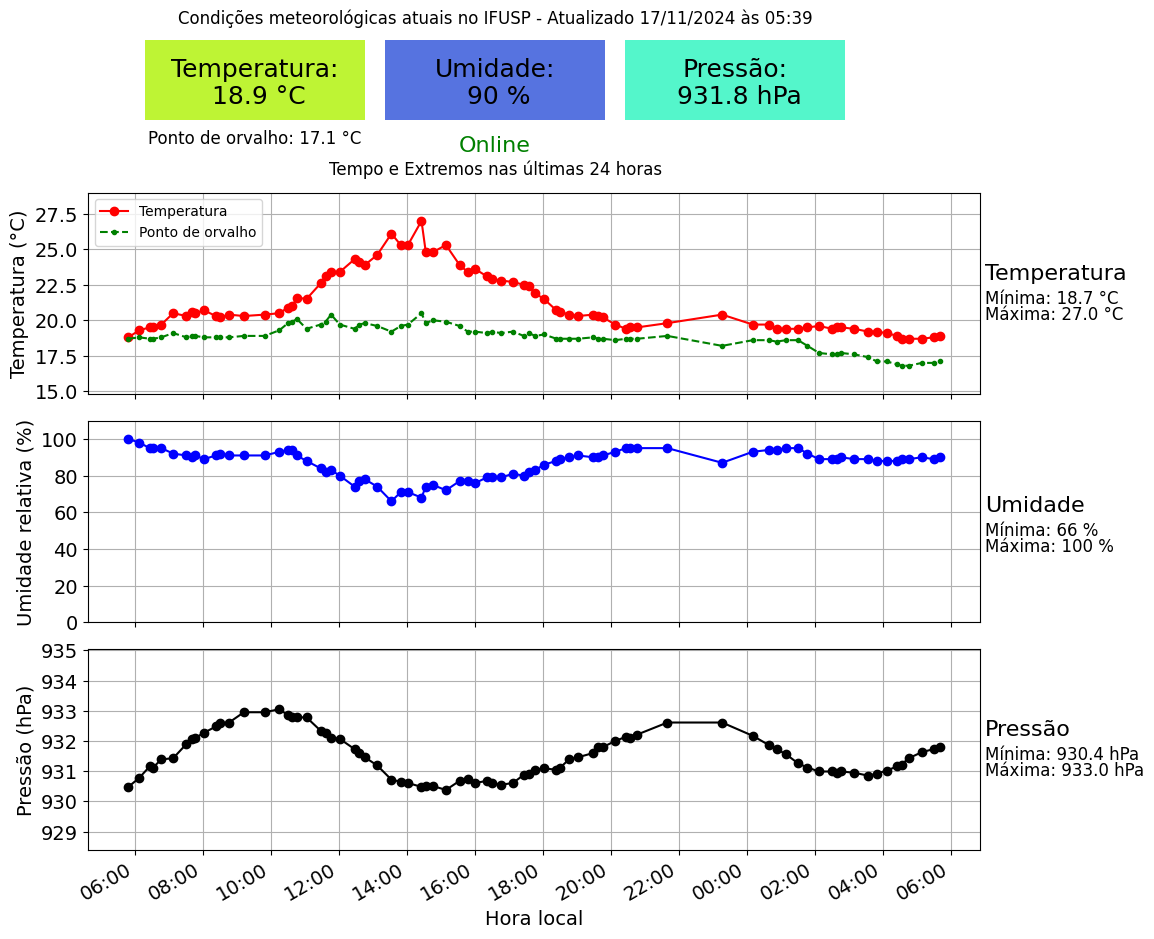 Condições meteorológicas atuais no IFUSP - Atualizado 17/11/2024 às 05:39
Temperatura:
18.9 °C
Umidade:
90 %
Pressão:
931.8 hPa
Ponto de orvalho: 17.1 °C
Online
Tempo e Extremos nas últimas 24 horas
Temperatura (°C)
27.5
25.0
22.5
20.0
17.5
15.0
Temperatura
Ponto de orvalho
Temperatura
Mínima: 18.7 °C
Máxima: 27.0 °C
Umidade relativa (%)
100
80
60
40
20
0
Umidade
Mínima: 66 %
Máxima: 100 %
Pressão (hPa)
935
934
933
932
931
930
929
Pressão
Mínima: 930.4 hPa
Máxima: 933.0 hPa
06:00
08:00
10:00
12:00
14:00
16:00
18:00
20:00
22:00
00:00
02:00
04:00
06:00
Hora local